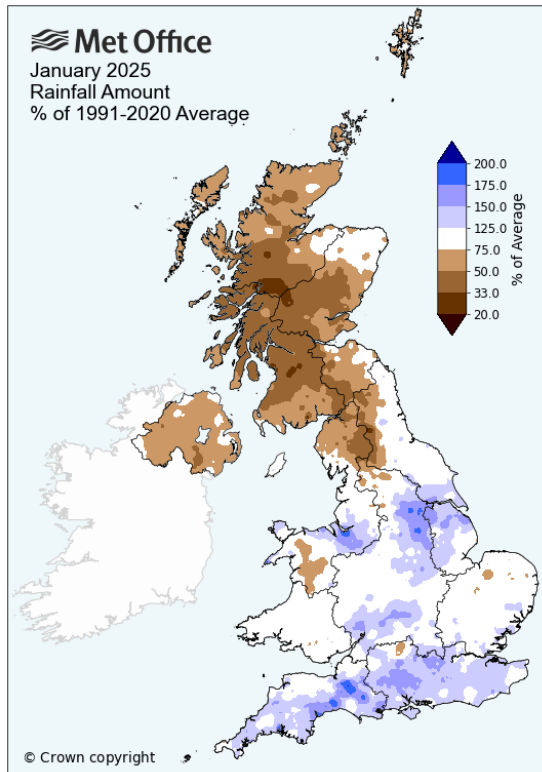 Met Office
January 2025
Rainfall Amount
% of 1991-2020 Average
200.0
175.0
150.0
125.0
75.0
50.0
33.0
20.0
% of Average
© Crown copyright